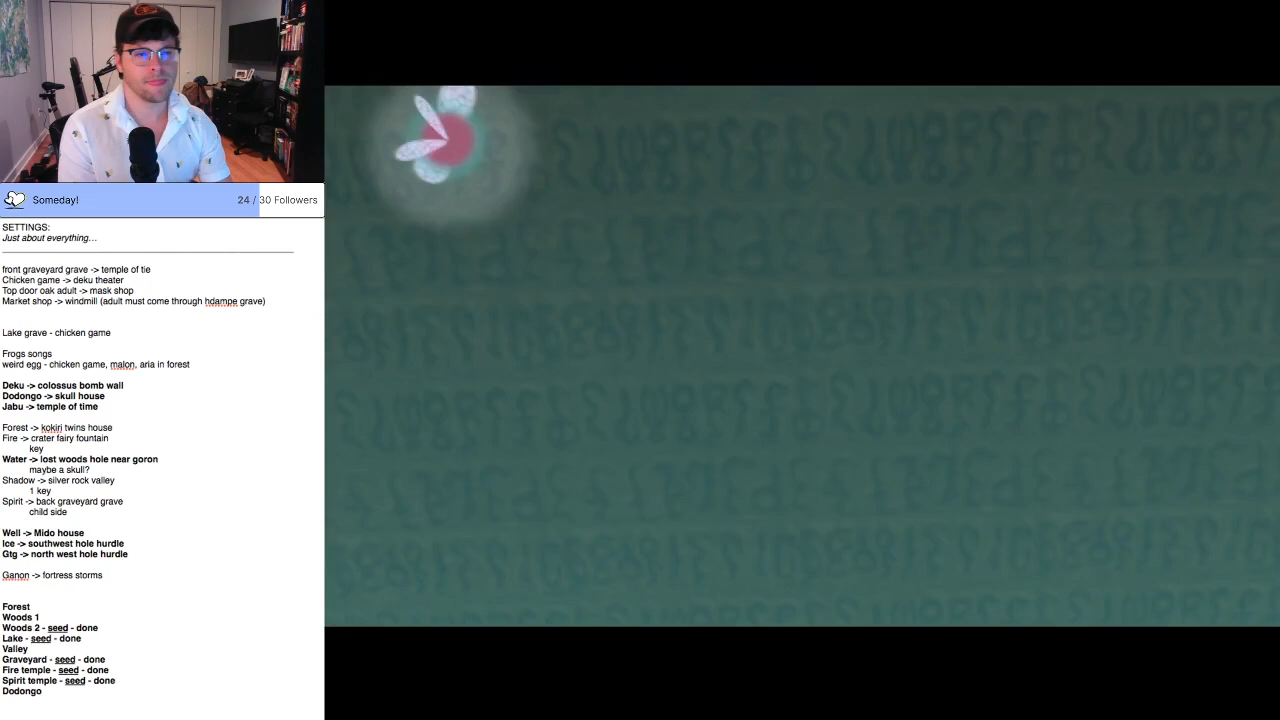 Someday!
24 / 30 Followers
SETTINGS:
Just about everything…
front graveyard grave -> temple of tie
Chicken game -> deku theater
Top door oak adult -> mask shop
Market shop -> windmill (adult must come through hdampe grave)
Lake grave - chicken game
Frogs songs
weird egg - chicken game, malon, aria in forest
Deku -> colossus bomb wall
Dodongo -> skull house
Jabu -> temple of time
Forest -> kokiri twins house
Fire -> crater fairy fountain
key
Water -> lost woods hole near goron
maybe a skull?
Shadow -> silver rock valley
1 key
Spirit -> back graveyard grave
child side
Well -> Mido house
Ice -> southwest hole hurdle
Gtg -> north west hole hurdle
Ganon -> fortress storms
Forest
Woods 1
Woods 2 - seed - done
Lake - seed - done
Valley
Graveyard - seed - done
Fire temple - seed - done
Spirit temple - seed - done
Dodongo